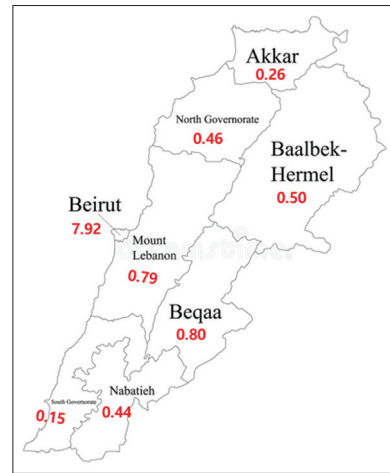 Akkar
0.26
North Governorate
0.46
Baalbek-
Hermel
0.50
Beirut
7.92
Mount
Lebanon
0.79
Beqaa
0.80
Nabatieh
0.44
South Governorate
0.15